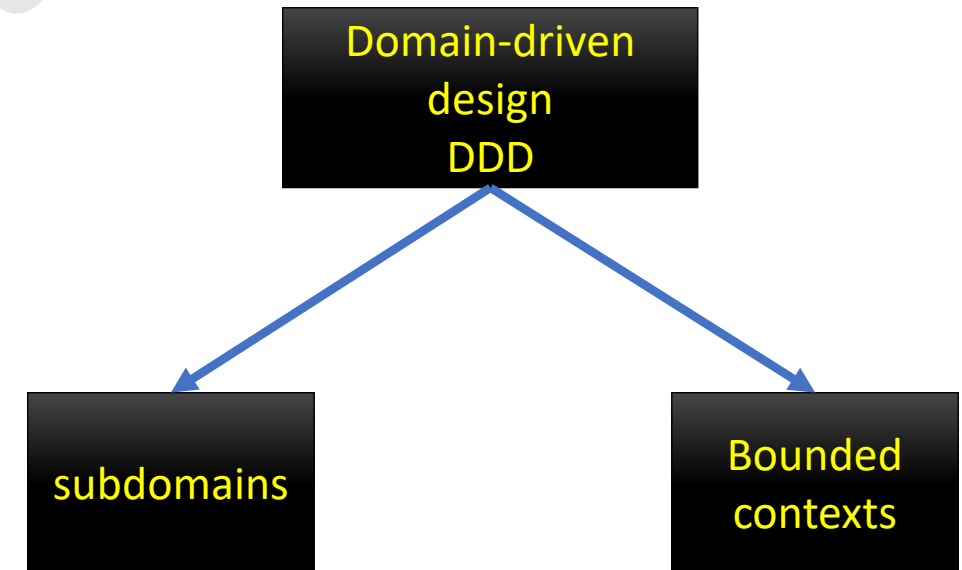 Domain-driven
design
DDD
subdomains
Bounded
contexts